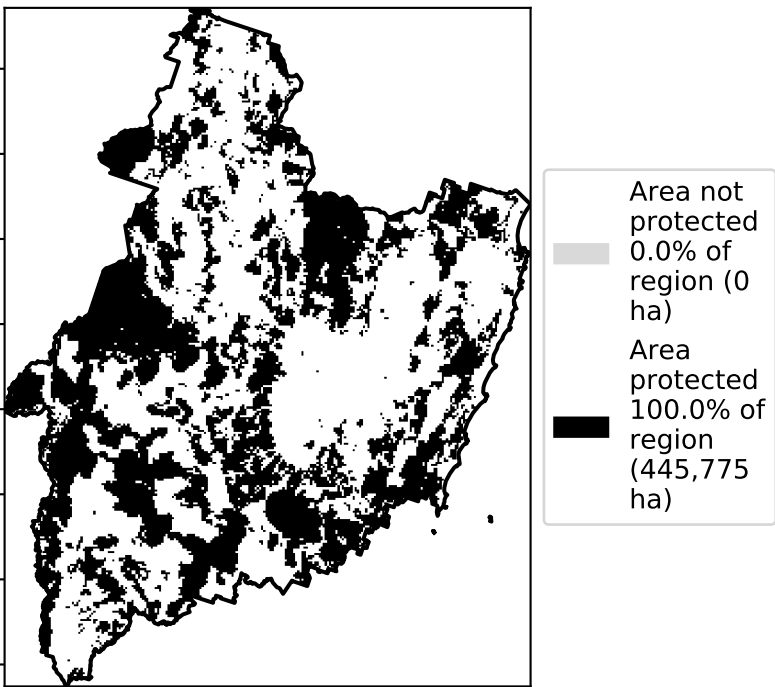 Area not
protected
0.0% of
region (0
ha)
Area
protected
100.0% of
region
(445,775
ha)